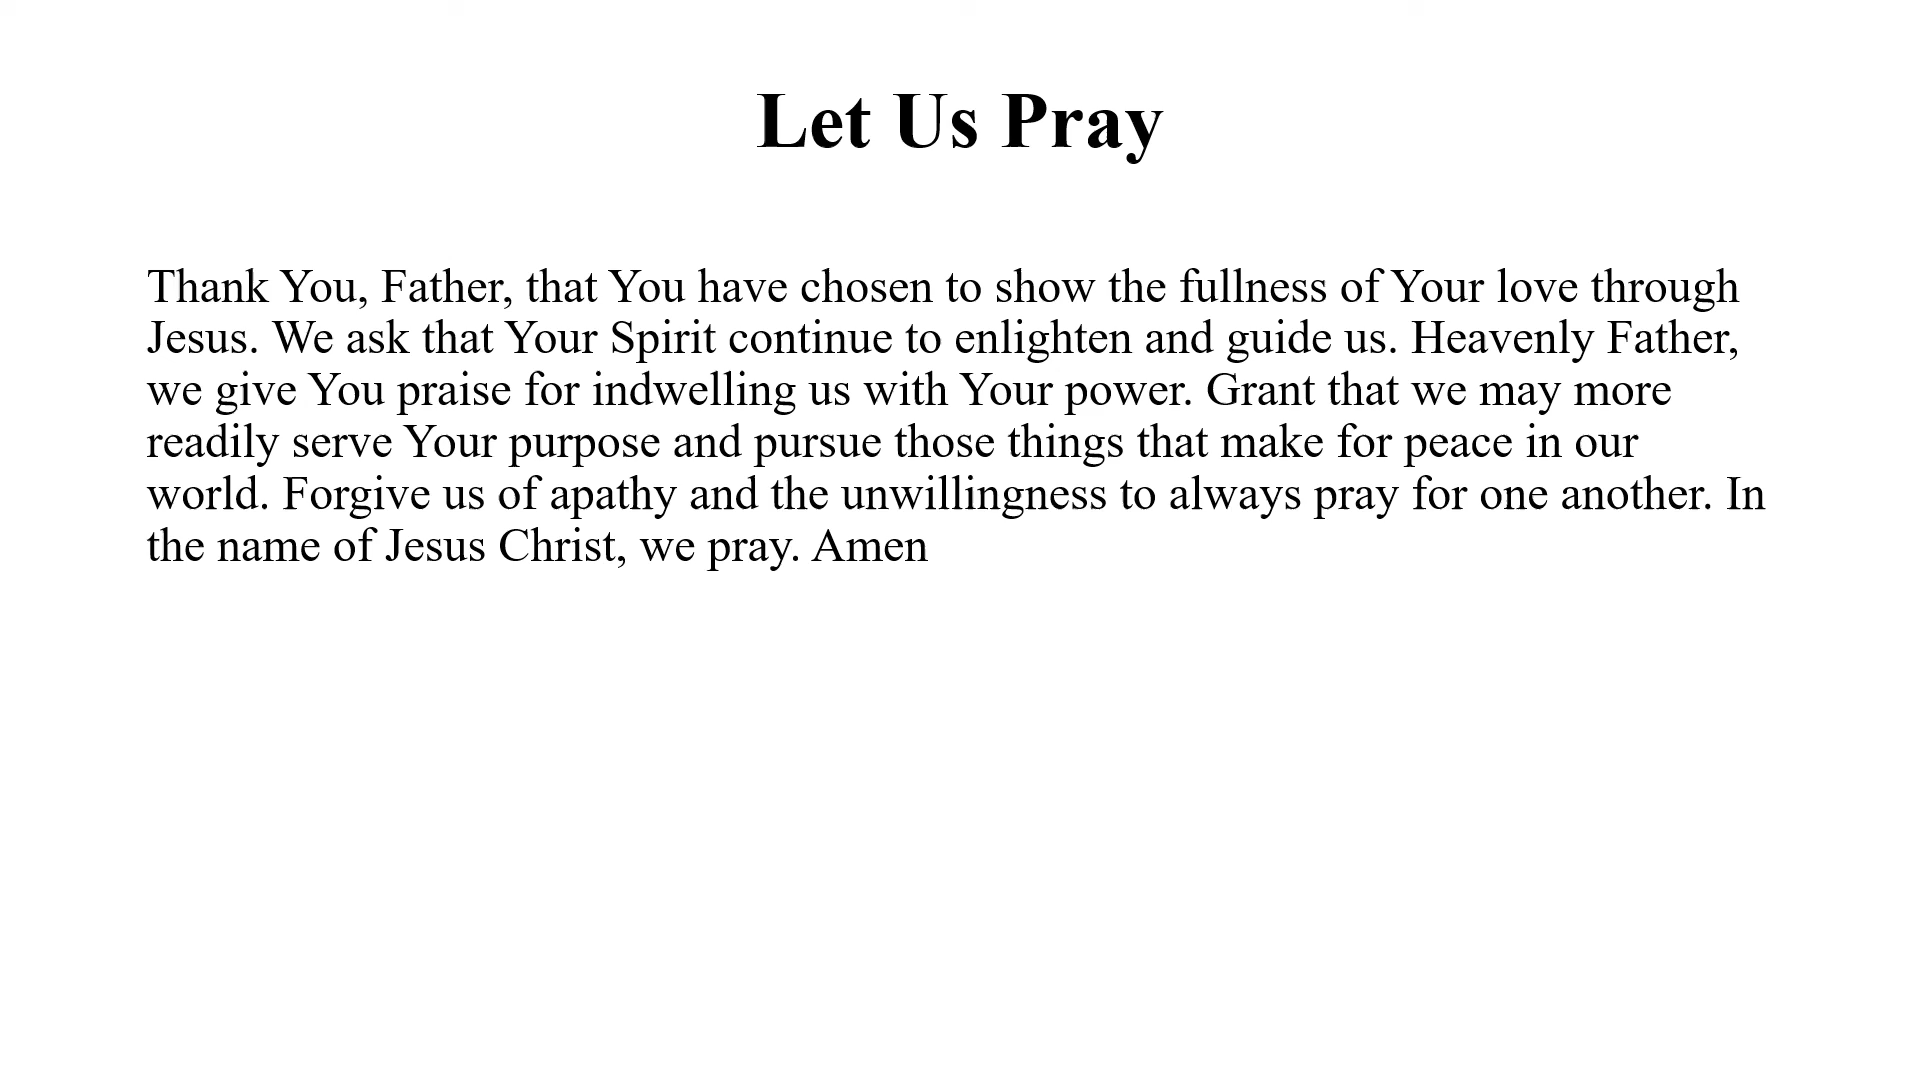 Let Us Pray
Thank You, Father, that You have chosen to show the fullness of Your love through
Jesus. We ask that Your Spirit continue to enlighten and guide us. Heavenly Father,
we give You praise for indwelling us with Your power. Grant that we may more
readily serve Your purpose and pursue those things that make for peace in our
world. Forgive us of apathy and the unwillingness to always pray for one another. In
the name of Jesus Christ, we pray. Amen